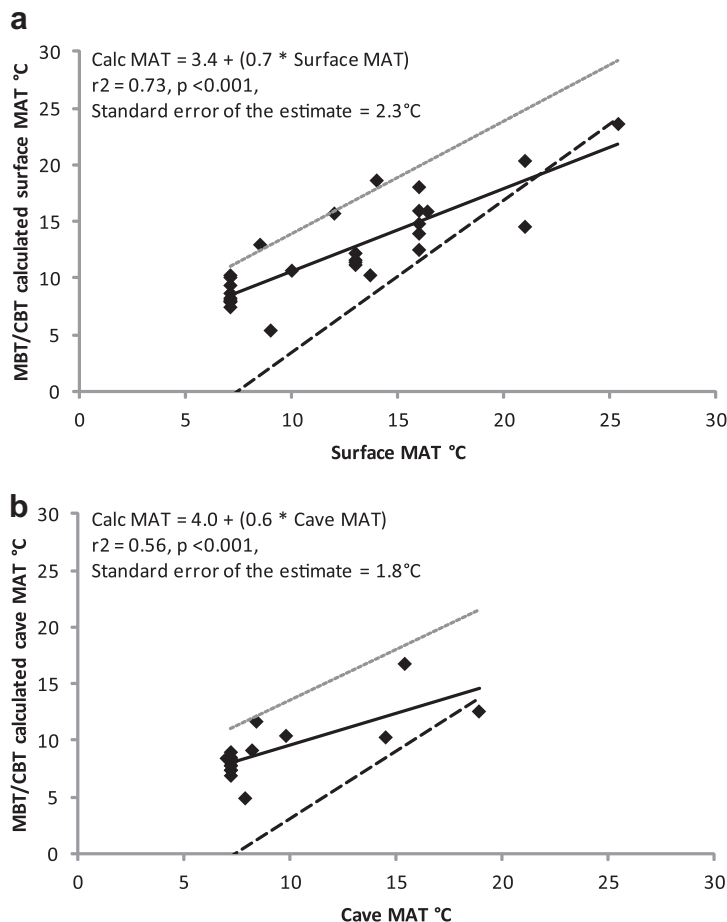 a
Calc MAT = 3.4 + (0.7 * Surface MAT)
r2 = 0.73, p <0.001,
Standard error of the estimate = 2.3°C
MBT/CBT calculated surface MAT °C
30
25
20
15
10
5
0
0 5 10 15 20 25 30
Surface MAT °C
b
Calc MAT = 4.0 + (0.6 * Cave MAT)
r2 = 0.56, p <0.001,
Standard error of the estimate = 1.8°C
MBT/CBT calculated cave MAT °C
30
25
20
15
10
5
0
0 5 10 15 20 25 30
Cave MAT °C